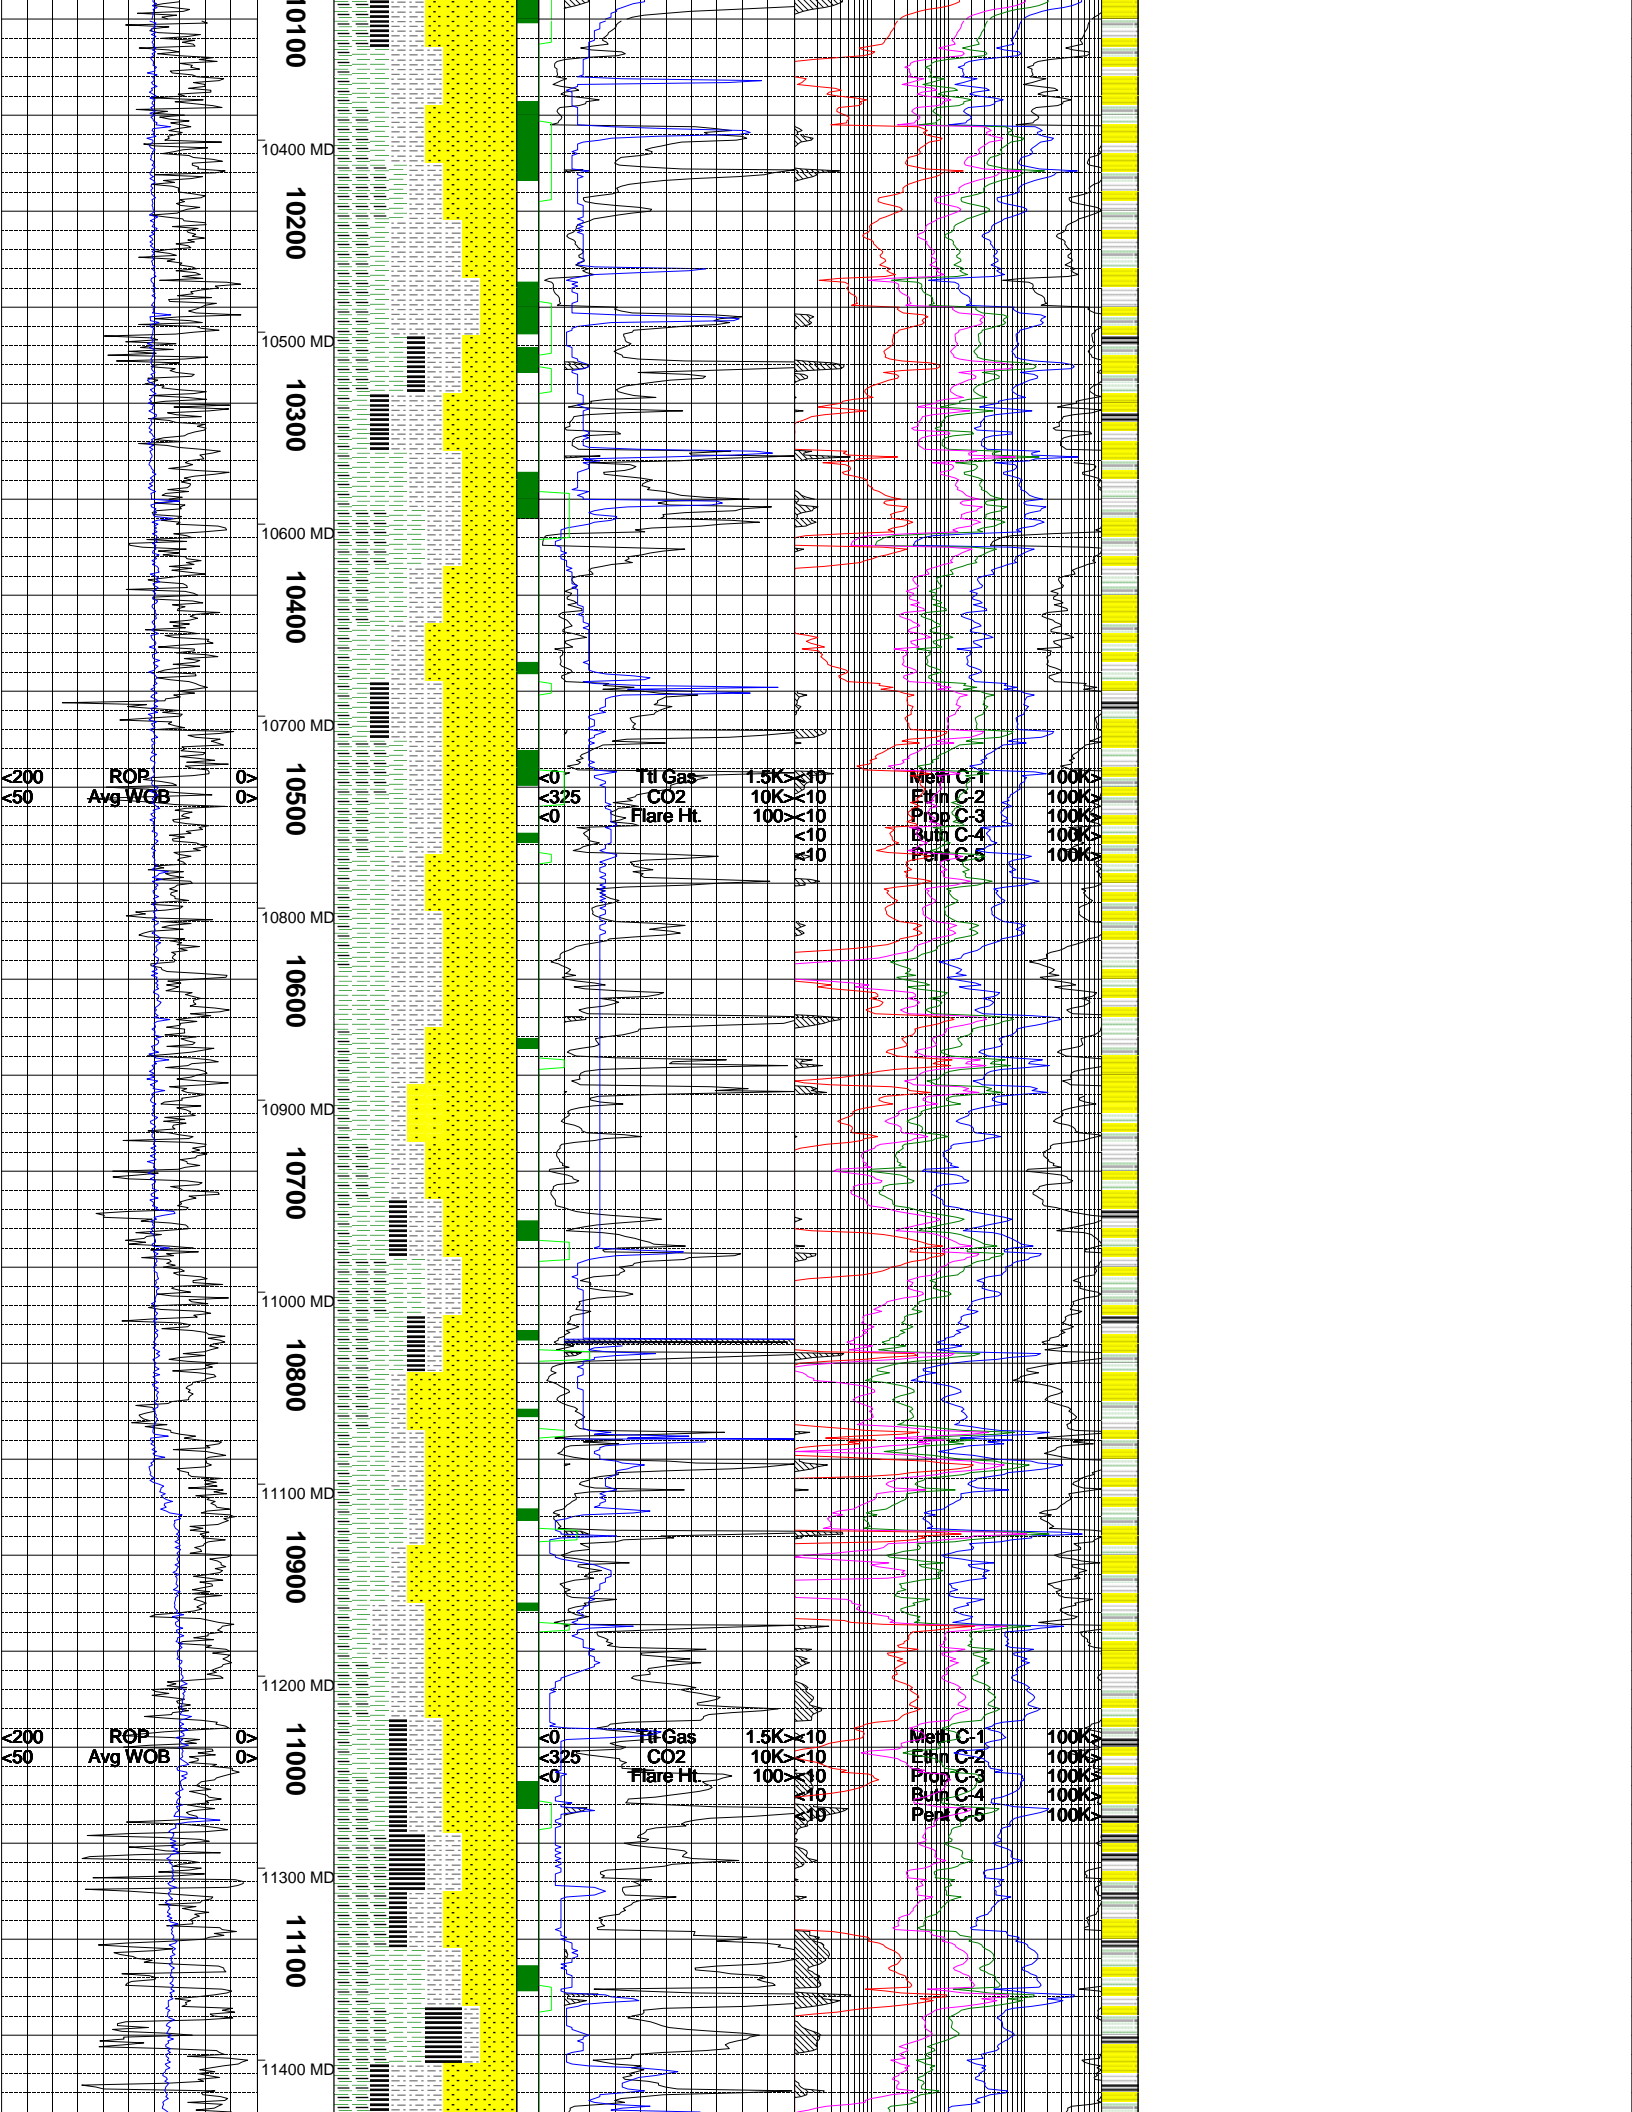 10100
10400 MD
10200
10500 MD
10300
10600 MD
10400
10700 MD
<200 ROP 0> <0 Ttl Gas 1.5K> <10 Meth C-1 100K>
<50 Avg WOB 0> <325 CO2 10K> <10 Ethn C-2 100K>
<0 Flare Ht. 100> <10 Prop C-3 100K>
<10 Butn C-4 100K>
<10 Pent C-5 100K>
10500
10800 MD
10600
10900 MD
10700
11000 MD
10800
11100 MD
10900
11200 MD
<200 ROP 0> <0 Ttl Gas 1.5K> <10 Meth C-1 100K>
<50 Avg WOB 0> <325 CO2 10K> <10 Ethn C-2 100K>
<0 Flare Ht. 100> <10 Prop C-3 100K>
<10 Butn C-4 100K>
<10 Pent C-5 100K>
11000
11300 MD
11100
11400 MD